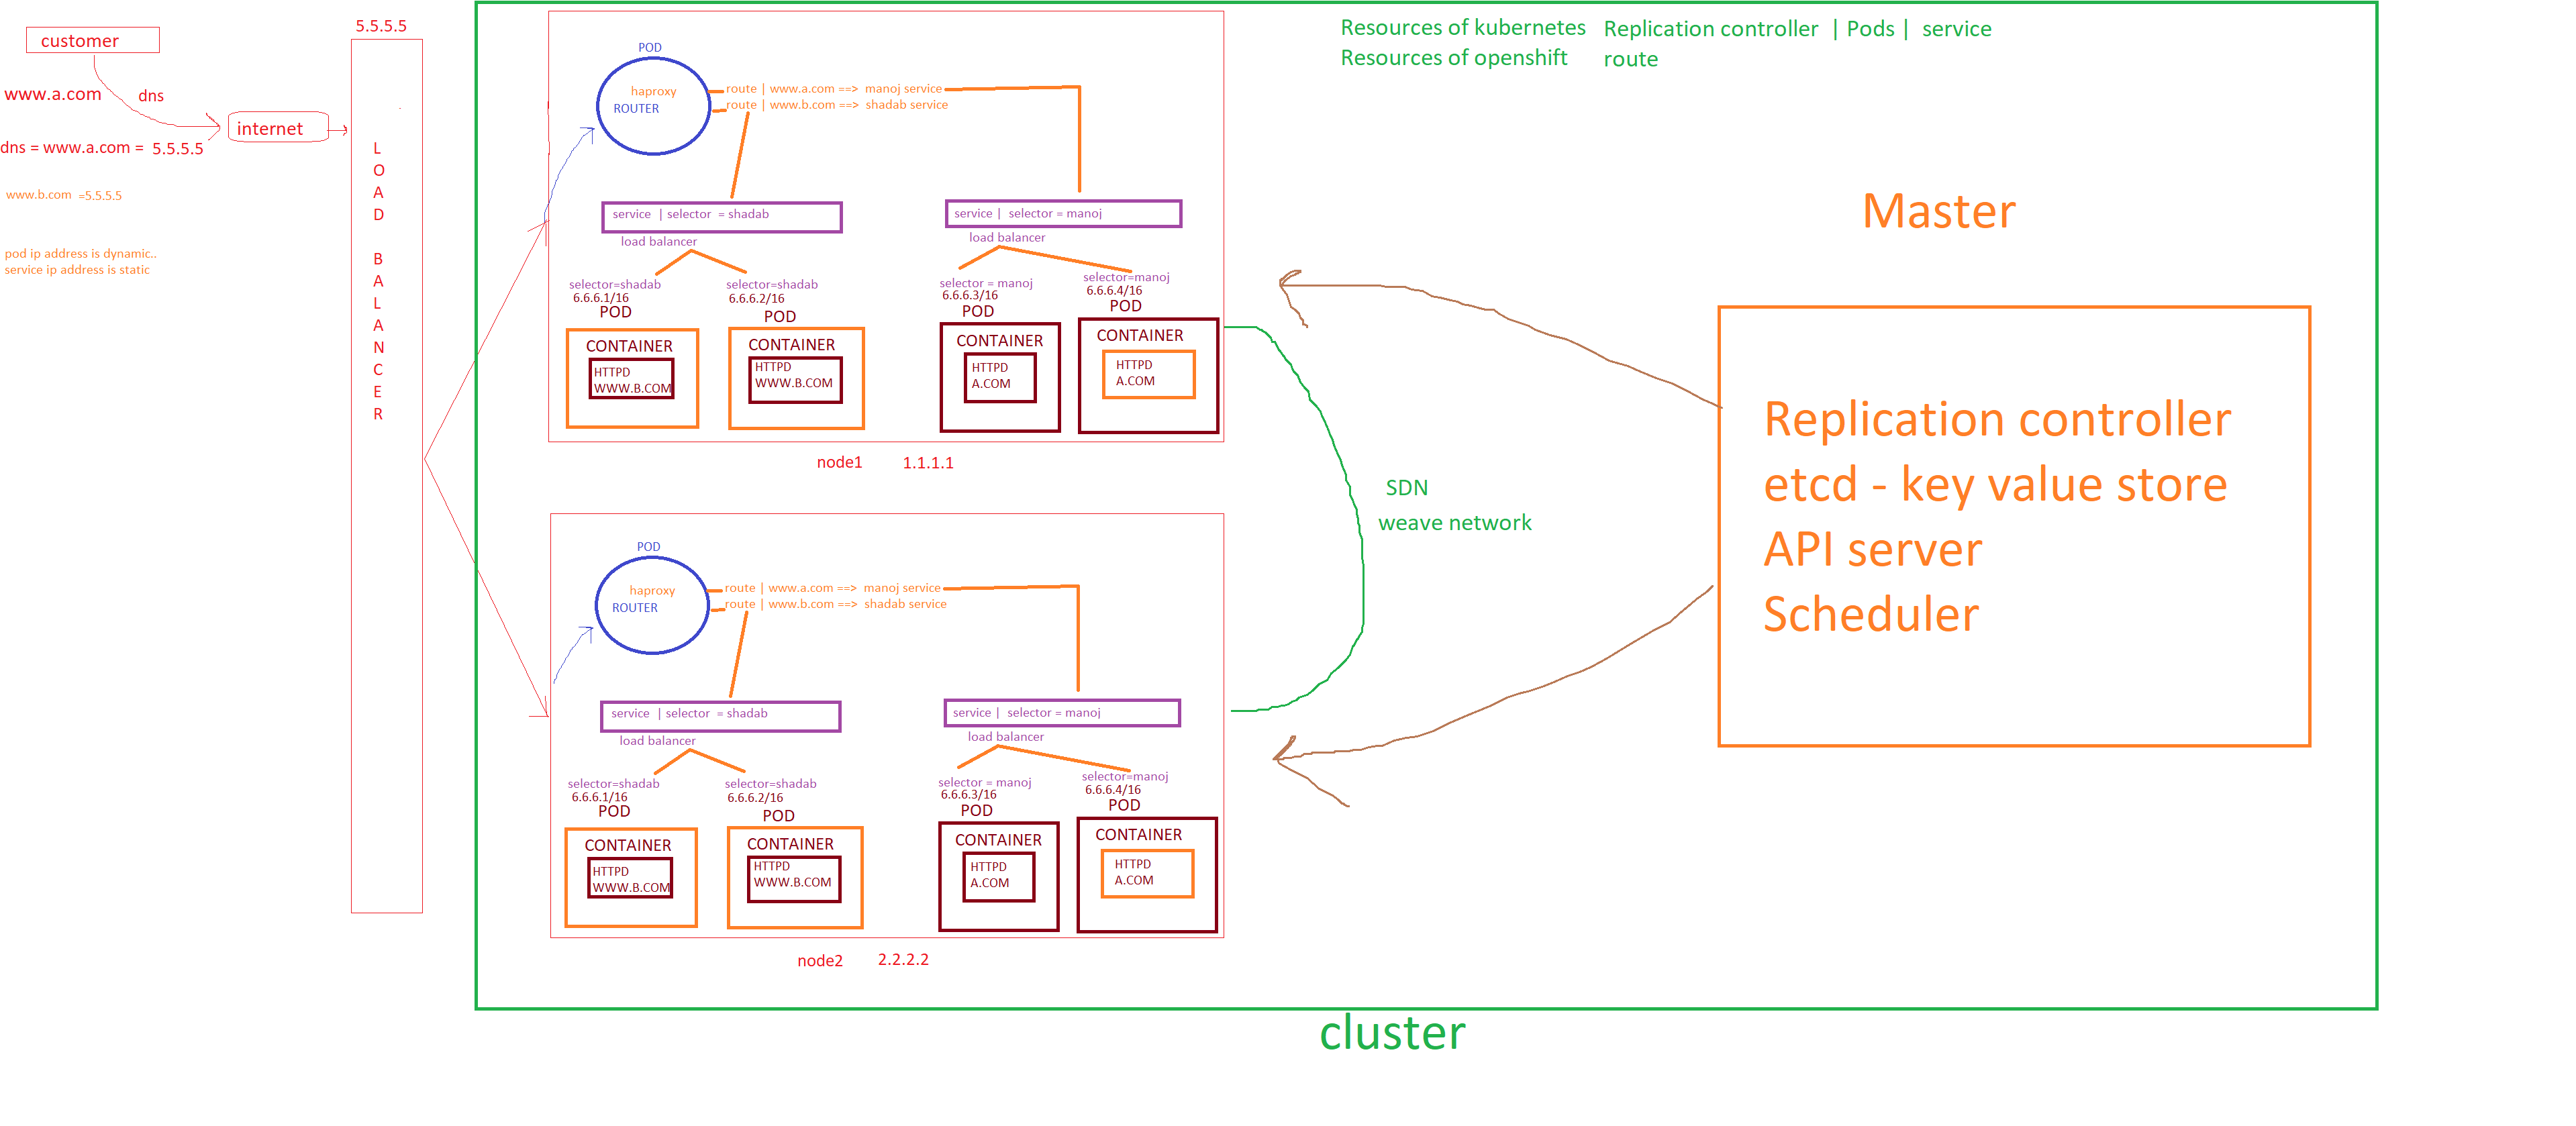 customer
www.a.com
dns
internet
dns = www.a.com = 5.5.5.5
www.b.com =5.5.5.5
pod ip address is dynamic..
service ip address is static
5.5.5.5
LOAD BALANCER
Resources of kubernetes Replication controller | Pods | service
Resources of openshift route
POD
haproxy
ROUTER
route | www.a.com ==> manoj service
route | www.b.com ==> shadab service
service | selector = shadab
load balancer
service | selector = manoj
load balancer
selector=shadab
6.6.6.1/16
POD
CONTAINER
HTTPD
WWW.B.COM
selector=shadab
6.6.6.2/16
POD
CONTAINER
HTTPD
WWW.B.COM
selector = manoj
6.6.6.3/16
POD
CONTAINER
HTTPD
A.COM
selector=manoj
6.6.6.4/16
POD
CONTAINER
HTTPD
A.COM
node1 1.1.1.1
POD
haproxy
ROUTER
route | www.a.com ==> manoj service
route | www.b.com ==> shadab service
service | selector = shadab
load balancer
service | selector = manoj
load balancer
selector=shadab
6.6.6.1/16
POD
CONTAINER
HTTPD
WWW.B.COM
selector=shadab
6.6.6.2/16
POD
CONTAINER
HTTPD
WWW.B.COM
selector = manoj
6.6.6.3/16
POD
CONTAINER
HTTPD
A.COM
selector=manoj
6.6.6.4/16
POD
CONTAINER
HTTPD
A.COM
node2 2.2.2.2
SDN
weave network
Master
Replication controller
etcd - key value store
API server
Scheduler
cluster